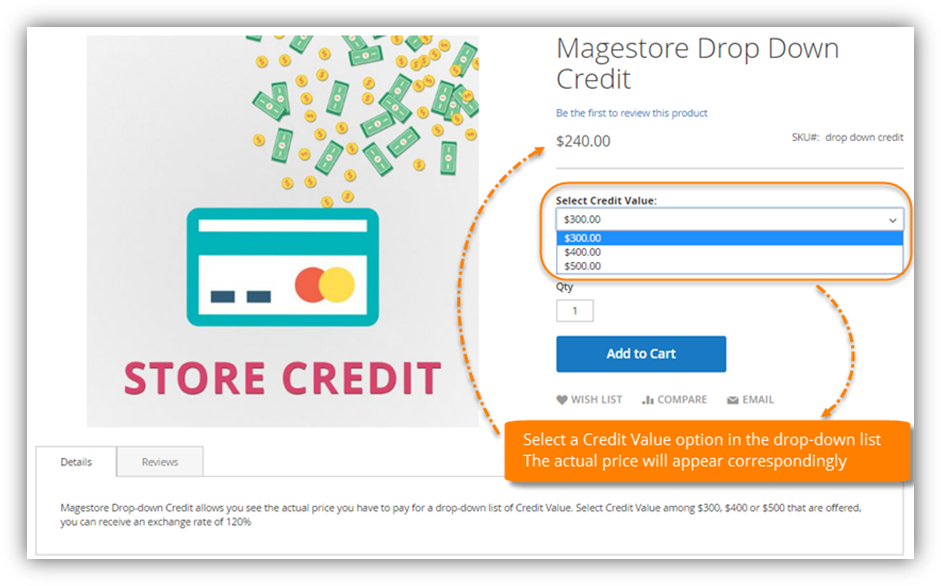 Magestore Drop Down
Credit
Be the first to review this product
$240.00
SKU#: drop down credit
Select Credit Value:
$300.00
$300.00
$400.00
$500.00
Qty
1
Add to Cart
WISH LIST
COMPARE
EMAIL
STORE CREDIT
Select a Credit Value option in the drop-down list
The actual price will appear correspondingly
Details
Reviews
Magestore Drop-down Credit allows you see the actual price you have to pay for a drop-down list of Credit Value. Select Credit Value among $300, $400 or $500 that are offered,
you can receive an exchange rate of 120%